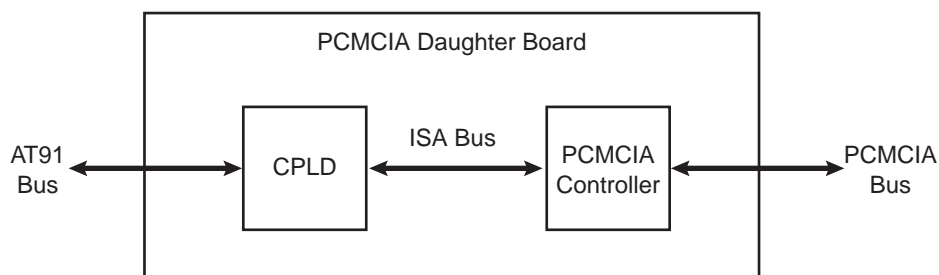 PCMCIA Daughter Board
AT91
Bus
CPLD
ISA Bus
PCMCIA
Controller
PCMCIA
Bus